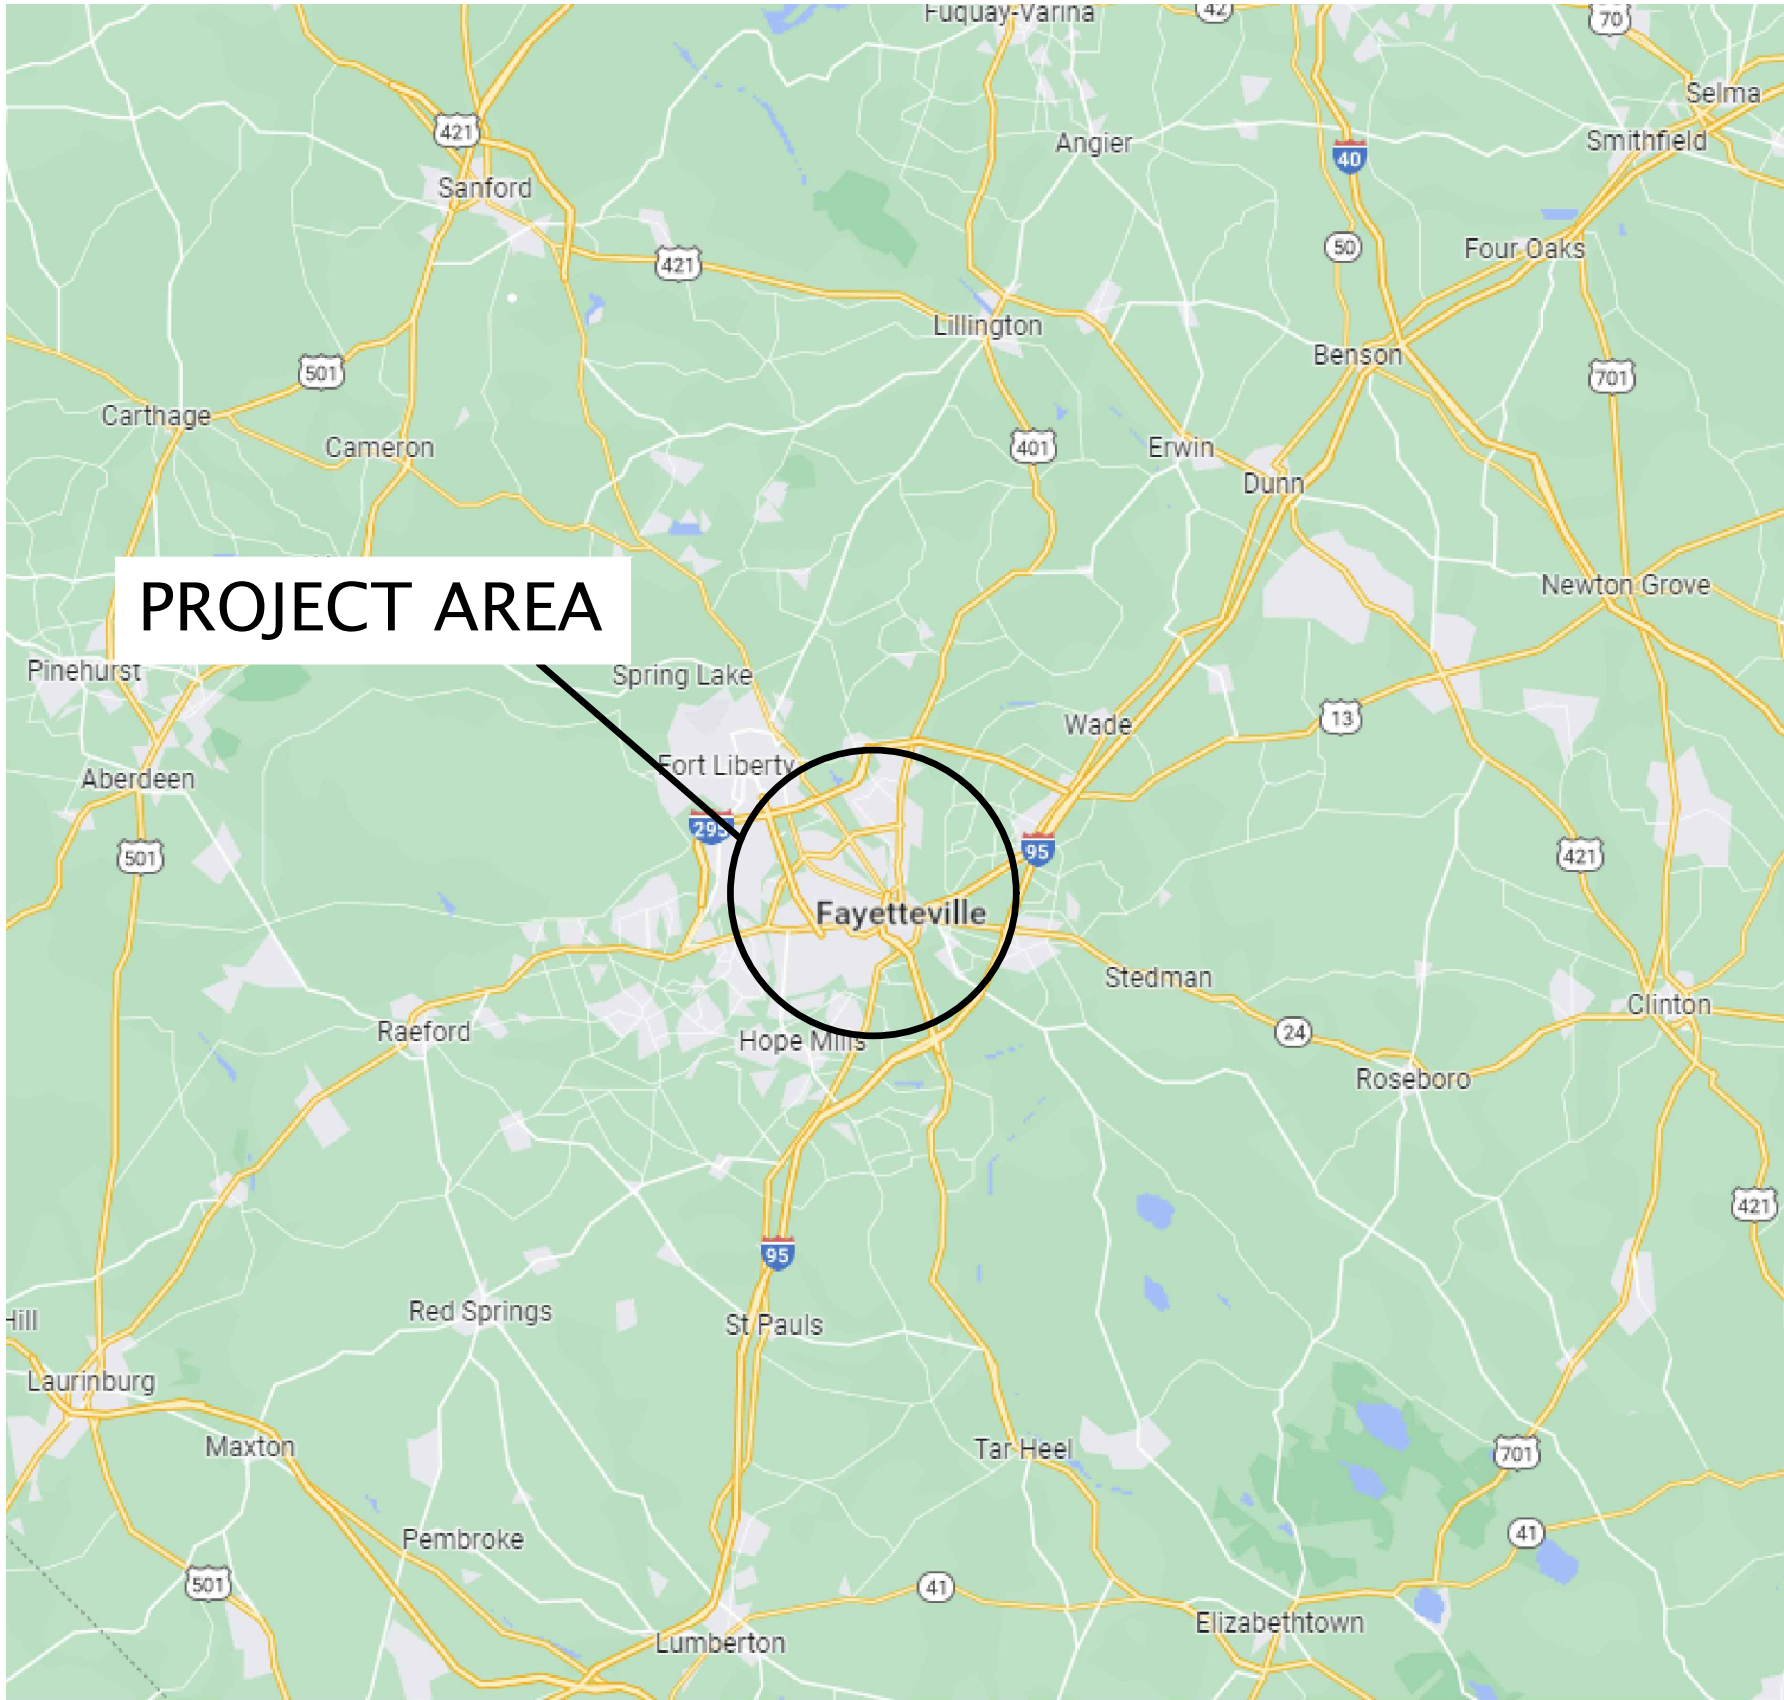 Fuquay-Varina
42
70
Selma
421
Angier
Smithfield
40
Sanford
50
Four Oaks
421
Lillington
Benson
501
701
Carthage
Cameron
401
Erwin
Dunn
PROJECT AREA
Newton Grove
Pinehurst
Spring Lake
Wade
13
Fort Liberty
Aberdeen
295
95
501
421
Fayetteville
Stedman
Clinton
Raeford
24
Hope Mills
Roseboro
421
95
Red Springs
St Pauls
Hill
Laurinburg
Maxton
Tar Heel
701
Pembroke
41
501
41
Elizabethtown
Lumberton